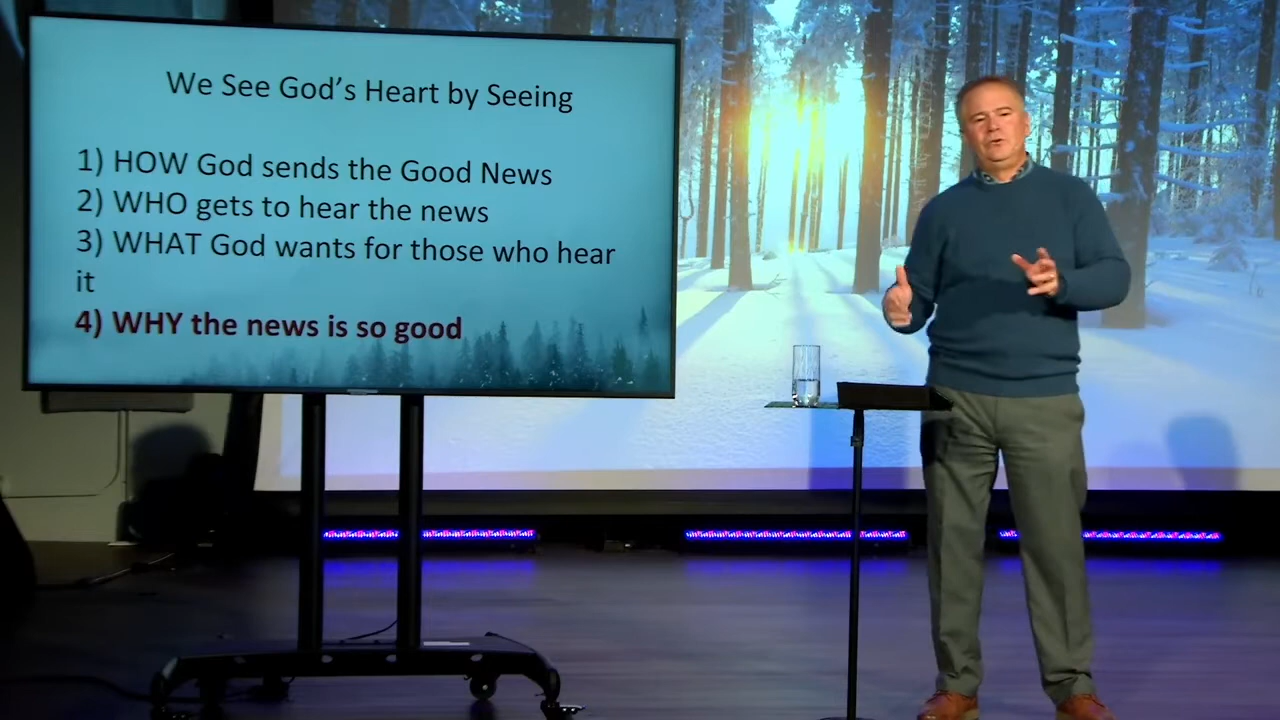 We See God’s Heart by Seeing
1) HOW God sends the Good News
2) WHO gets to hear the news
3) WHAT God wants for those who hear
it
4) WHY the news is so good